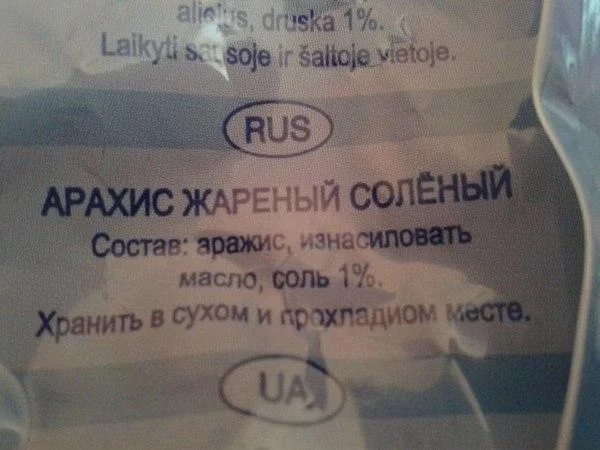 aliejus, druska 1%.
Laikyti sausoje ir šaltoje vietoje.
RUS
АРАХИС ЖАРЕНЫЙ СОЛЁНЫЙ
Состав: аражис, изнасиловать
масло, соль 1%.
Хранить в сухом и прохладиом месте.
UA